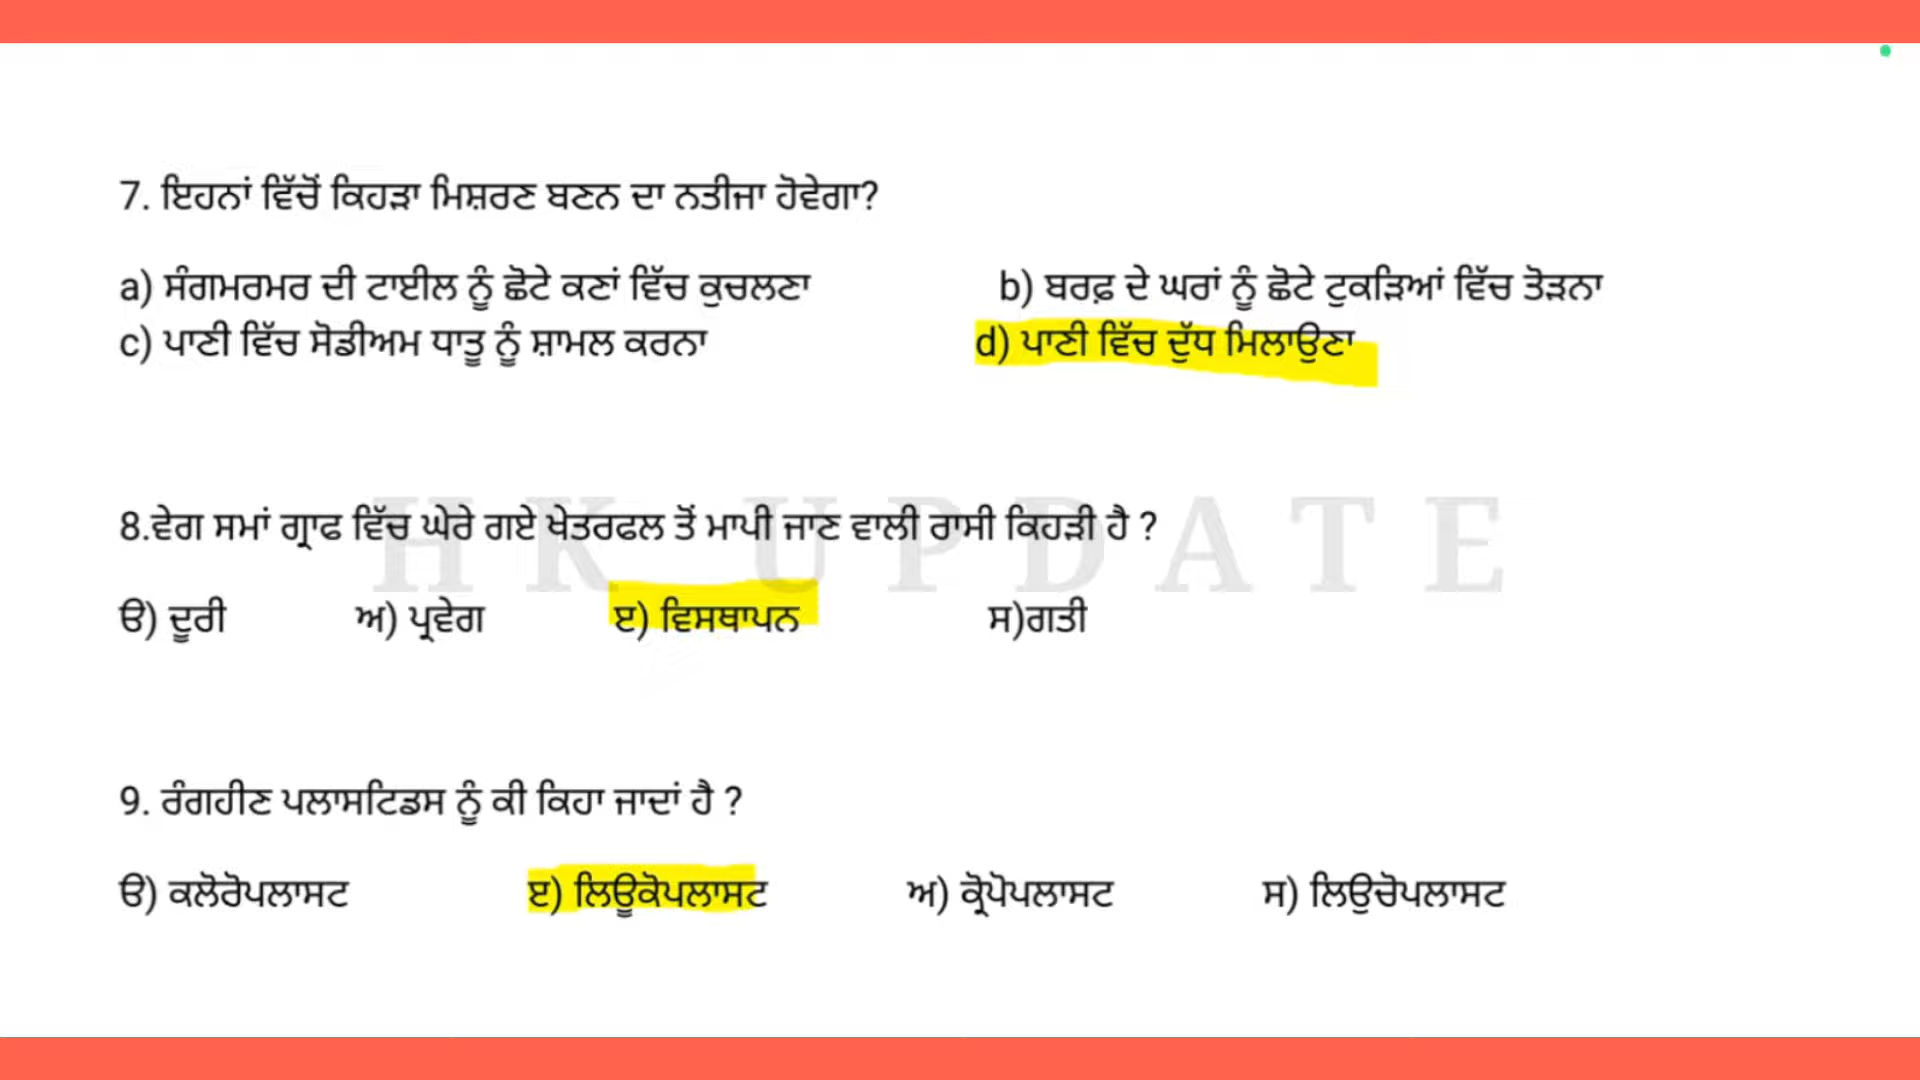 7. ਇਹਨਾਂ ਵਿੱਚੋਂ ਕਿਹੜਾ ਮਿਸ਼ਰਣ ਬਣਨ ਦਾ ਨਤੀਜਾ ਹੋਵੇਗਾ?
a) ਸੰਗਮਰਮਰ ਦੀ ਟਾਈਲ ਨੂੰ ਛੋਟੇ ਕਣਾਂ ਵਿੱਚ ਕੁਚਲਣਾ b) ਬਰਫ਼ ਦੇ ਘਰਾਂ ਨੂੰ ਛੋਟੇ ਟੁਕੜਿਆਂ ਵਿੱਚ ਤੋੜਨਾ
c) ਪਾਣੀ ਵਿੱਚ ਸੋਡੀਅਮ ਧਾਤੂ ਨੂੰ ਸ਼ਾਮਲ ਕਰਨਾ d) ਪਾਣੀ ਵਿੱਚ ਦੁੱਧ ਮਿਲਾਉਣਾ
HK UPDATE
8.ਵੇਗ ਸਮਾਂ ਗ੍ਰਾਫ ਵਿੱਚ ਘੇਰੇ ਗਏ ਖੇਤਰਫਲ ਤੋਂ ਮਾਪੀ ਜਾਣ ਵਾਲੀ ਰਾਸੀ ਕਿਹੜੀ ਹੈ ?
ੳ) ਦੂਰੀ ਅ) ਪ੍ਰਵੇਗ ੲ) ਵਿਸਥਾਪਨ ਸ)ਗਤੀ
9. ਰੰਗਹੀਣ ਪਲਾਸਟਿਡਸ ਨੂੰ ਕੀ ਕਿਹਾ ਜਾਦਾਂ ਹੈ ?
ੳ) ਕਲੋਰੋਪਲਾਸਟ ੲ) ਲਿਊਕੋਪਲਾਸਟ ਅ) ਕ੍ਰੋਪੋਪਲਾਸਟ ਸ) ਲਿਉਚੋਪਲਾਸਟ